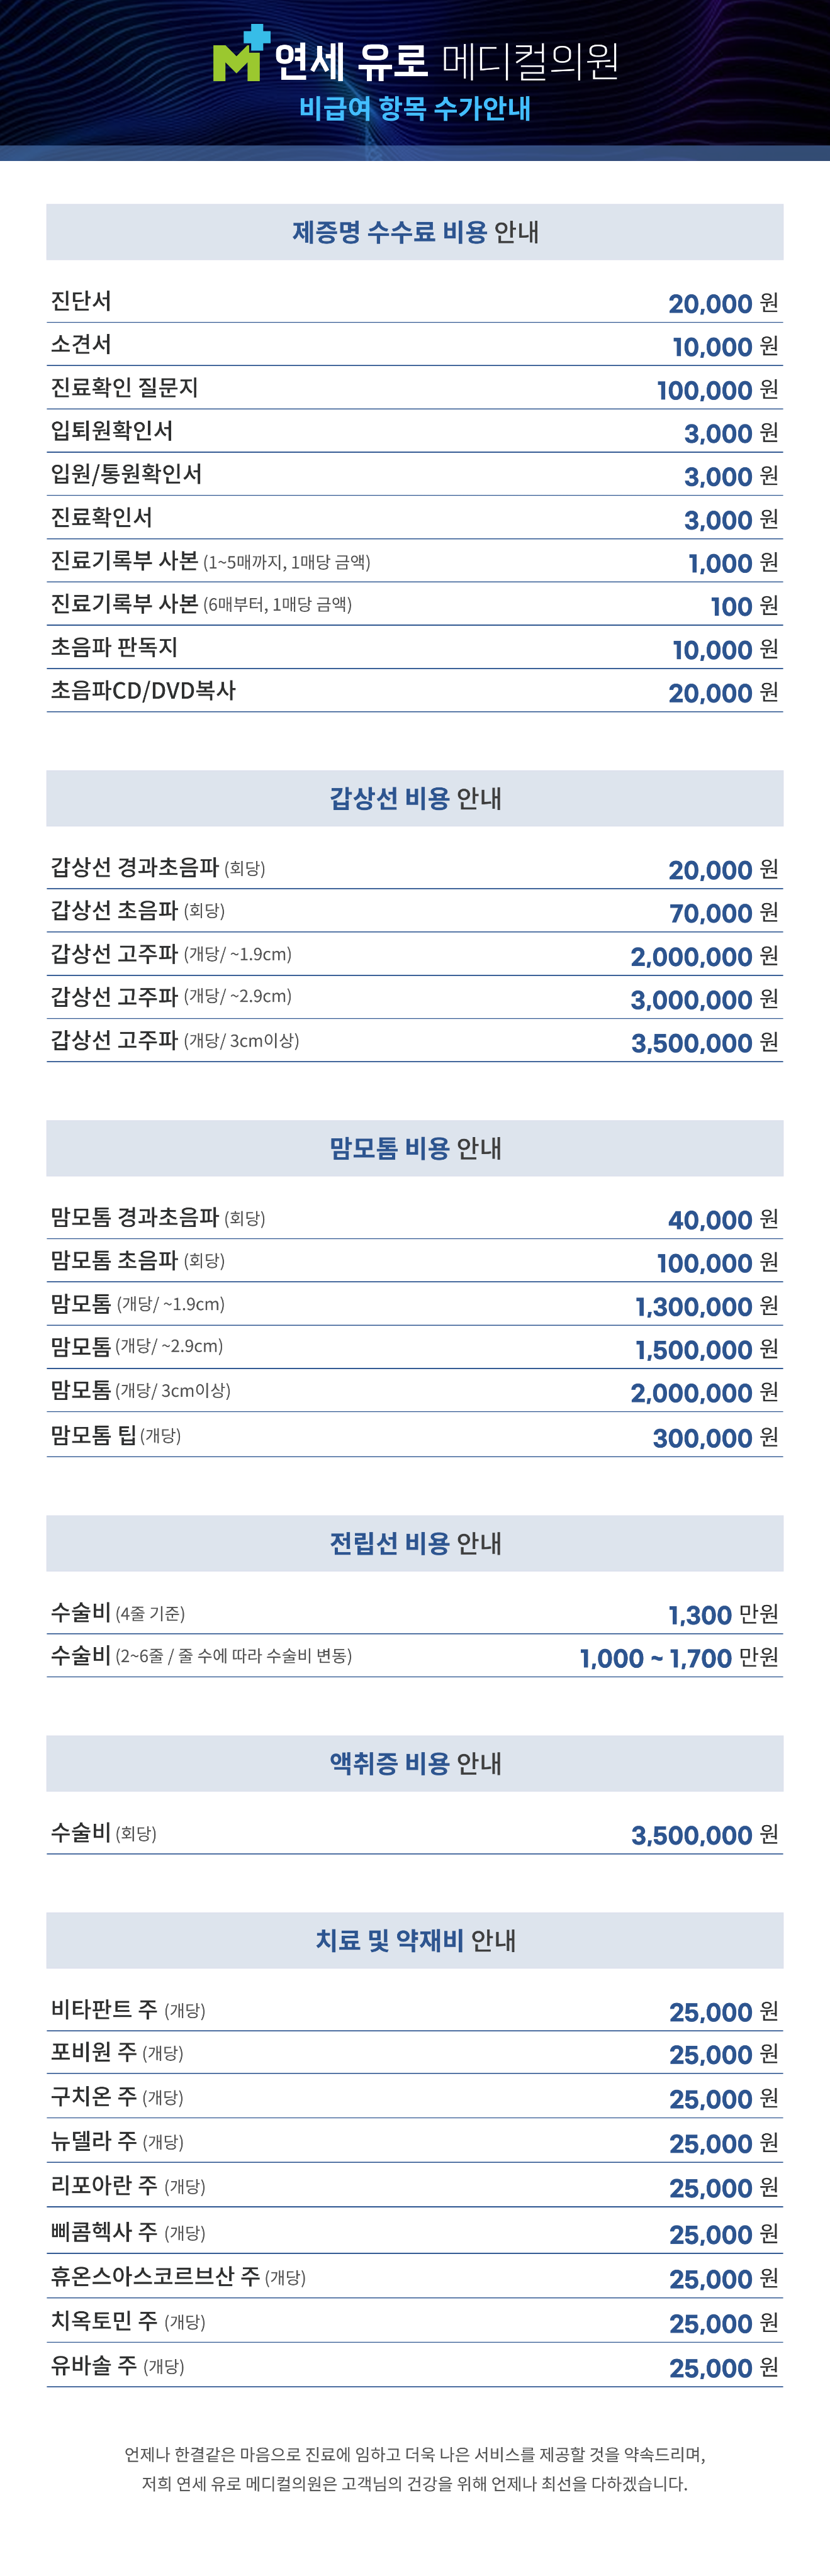 M 연세 유로 메디컬의원
비급여 항목 수가안내
제증명 수수료 비용 안내
진단서 20,000 원
소견서 10,000 원
진료확인 질문지 100,000 원
입퇴원확인서 3,000 원
입원/통원확인서 3,000 원
진료확인서 3,000 원
진료기록부 사본 (1~5매까지, 1매당 금액) 1,000 원
진료기록부 사본 (6매부터, 1매당 금액) 100 원
초음파 판독지 10,000 원
초음파CD/DVD복사 20,000 원
갑상선 비용 안내
갑상선 경과초음파 (회당) 20,000 원
갑상선 초음파 (회당) 70,000 원
갑상선 고주파 (개당/ ~1.9cm) 2,000,000 원
갑상선 고주파 (개당/ ~2.9cm) 3,000,000 원
갑상선 고주파 (개당/ 3cm이상) 3,500,000 원
맘모톰 비용 안내
맘모톰 경과초음파 (회당) 40,000 원
맘모톰 초음파 (회당) 100,000 원
맘모톰 (개당/ ~1.9cm) 1,300,000 원
맘모톰 (개당/ ~2.9cm) 1,500,000 원
맘모톰 (개당/ 3cm이상) 2,000,000 원
맘모톰 팁 (개당) 300,000 원
전립선 비용 안내
수술비 (4줄 기준) 1,300 만원
수술비 (2~6줄 / 줄 수에 따라 수술비 변동) 1,000 ~ 1,700 만원
액취증 비용 안내
수술비 (회당) 3,500,000 원
치료 및 약재비 안내
비타판트 주 (개당) 25,000 원
포비원 주 (개당) 25,000 원
구치온 주 (개당) 25,000 원
뉴델라 주 (개당) 25,000 원
리포아란 주 (개당) 25,000 원
삐콤헥사 주 (개당) 25,000 원
휴온스아스코르브산 주 (개당) 25,000 원
치옥토민 주 (개당) 25,000 원
유바솔 주 (개당) 25,000 원
언제나 한결같은 마음으로 진료에 임하고 더욱 나은 서비스를 제공할 것을 약속드리며,
저희 연세 유로 메디컬의원은 고객님의 건강을 위해 언제나 최선을 다하겠습니다.